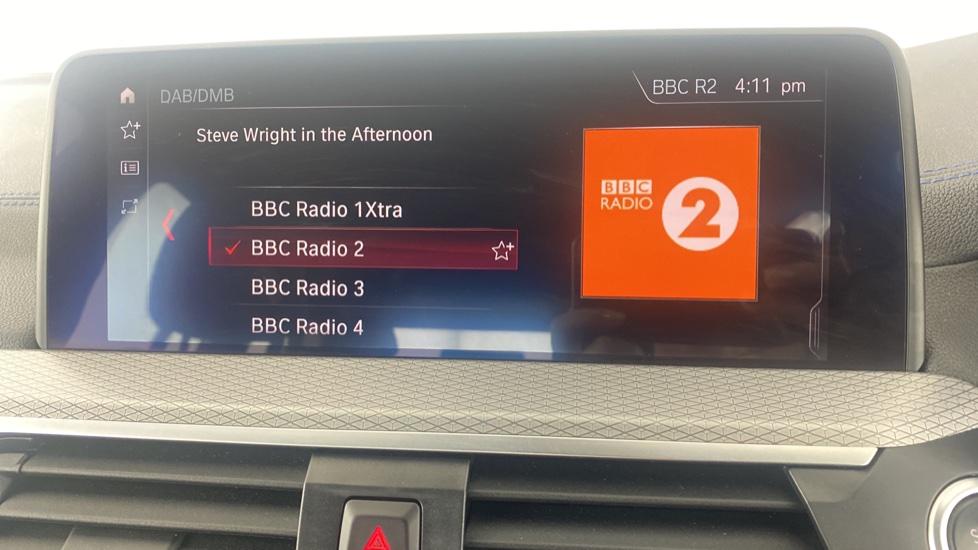 DAB/DMB
BBC R2 4:11 pm
Steve Wright in the Afternoon
BBC Radio 1Xtra
BBC Radio 2
BBC Radio 3
BBC Radio 4
BBC
RADIO
2